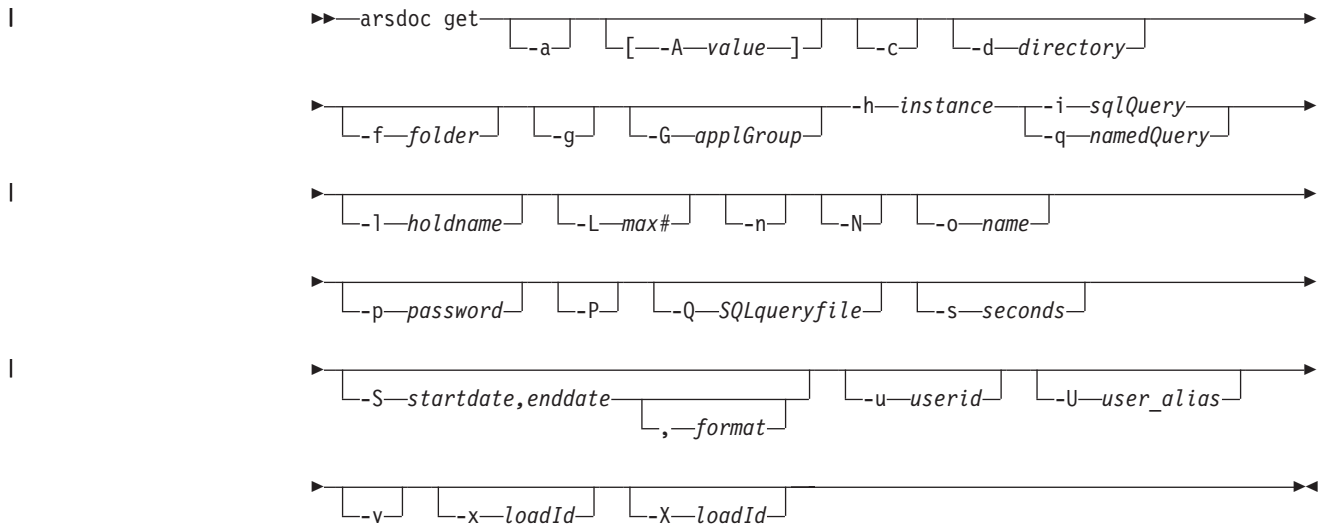 arsdoc get -a [ -A value ] -c -d directory
-f folder -g -G applGroup -h instance -i sqlQuery
-q namedQuery
-l holdname -L max# -n -N -o name
-p password -P -Q SQLqueryfile -s seconds
-S startdate,enddate , format -u userid -U user_alias
-v -x loadId -X loadId